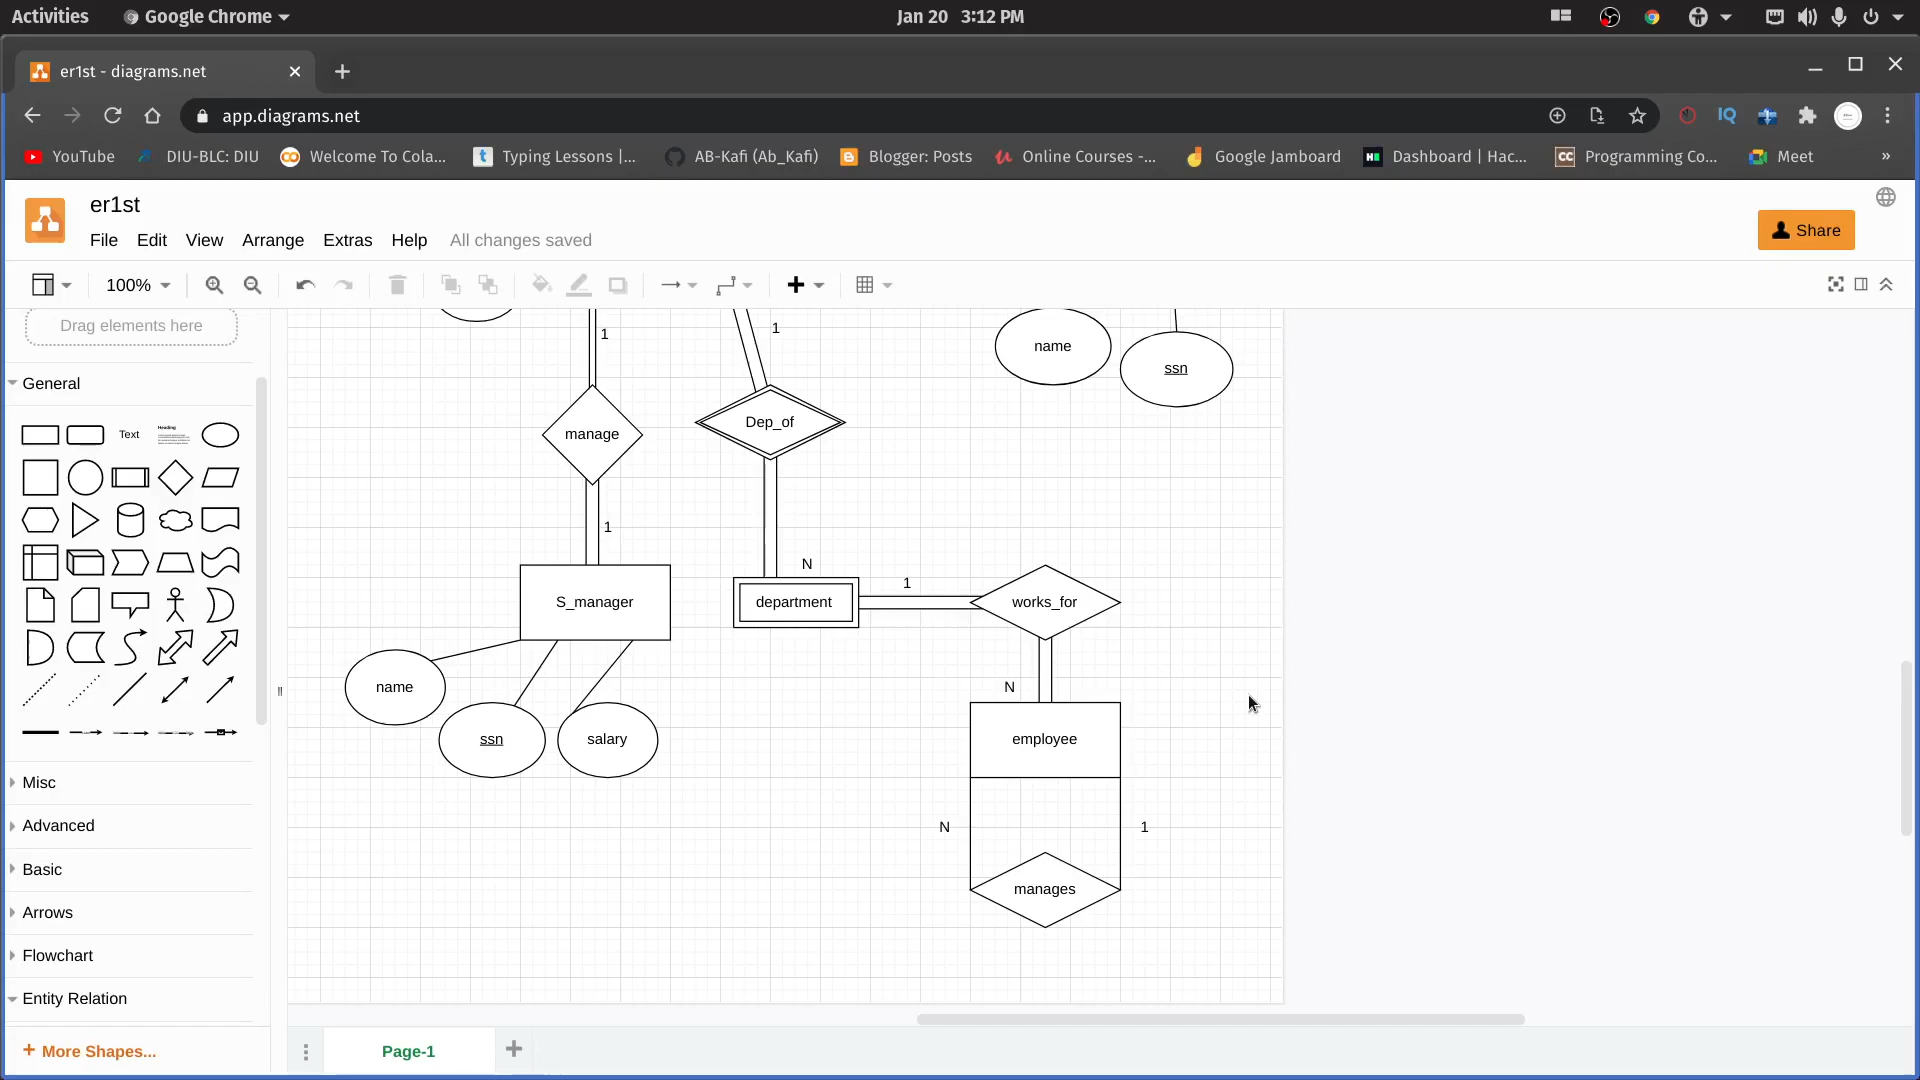 Activities
Google Chrome
Jan 20 3:12 PM
er1st - diagrams.net
app.diagrams.net
IQ
YouTube
DIU-BLC: DIU
Welcome To Cola...
Typing Lessons |...
AB-Kafi (Ab_Kafi)
Blogger: Posts
Online Courses -...
Google Jamboard
Dashboard | Hac...
Programming Co...
Meet
»
er1st
File Edit View Arrange Extras Help All changes saved
Share
100%
Drag elements here
General
Text
Heading
Misc
Advanced
Basic
Arrows
Flowchart
Entity Relation
+ More Shapes...
1
1
name
ssn
manage
Dep_of
1
N
S_manager
department
1
works_for
name
ssn
salary
N
employee
N
1
manages
Page-1